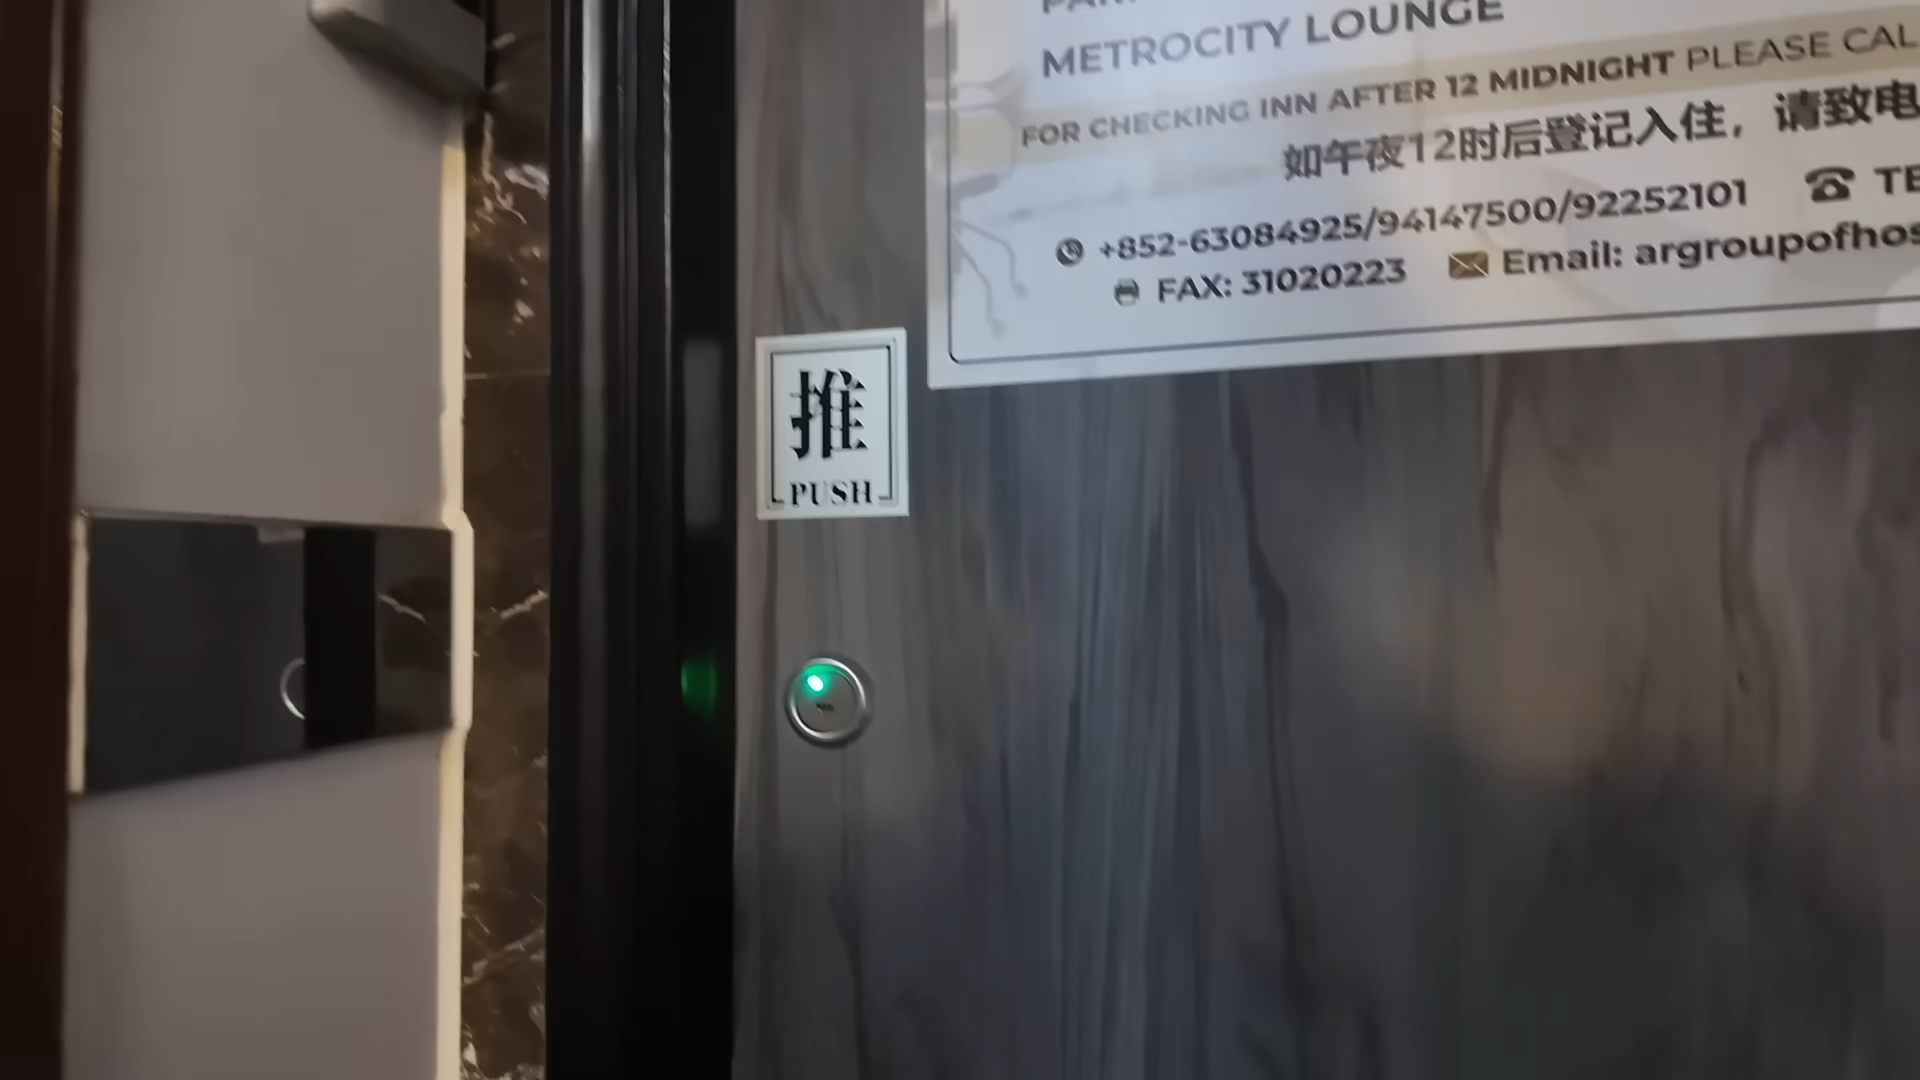 METROCITY LOUNGE
FOR CHECKING INN AFTER 12 MIDNIGHT PLEASE CAL
如午夜12时后登记入住，请致电
+852-63084925/94147500/92252101 TE
FAX: 31020223 Email: argroupofhos
推
PUSH